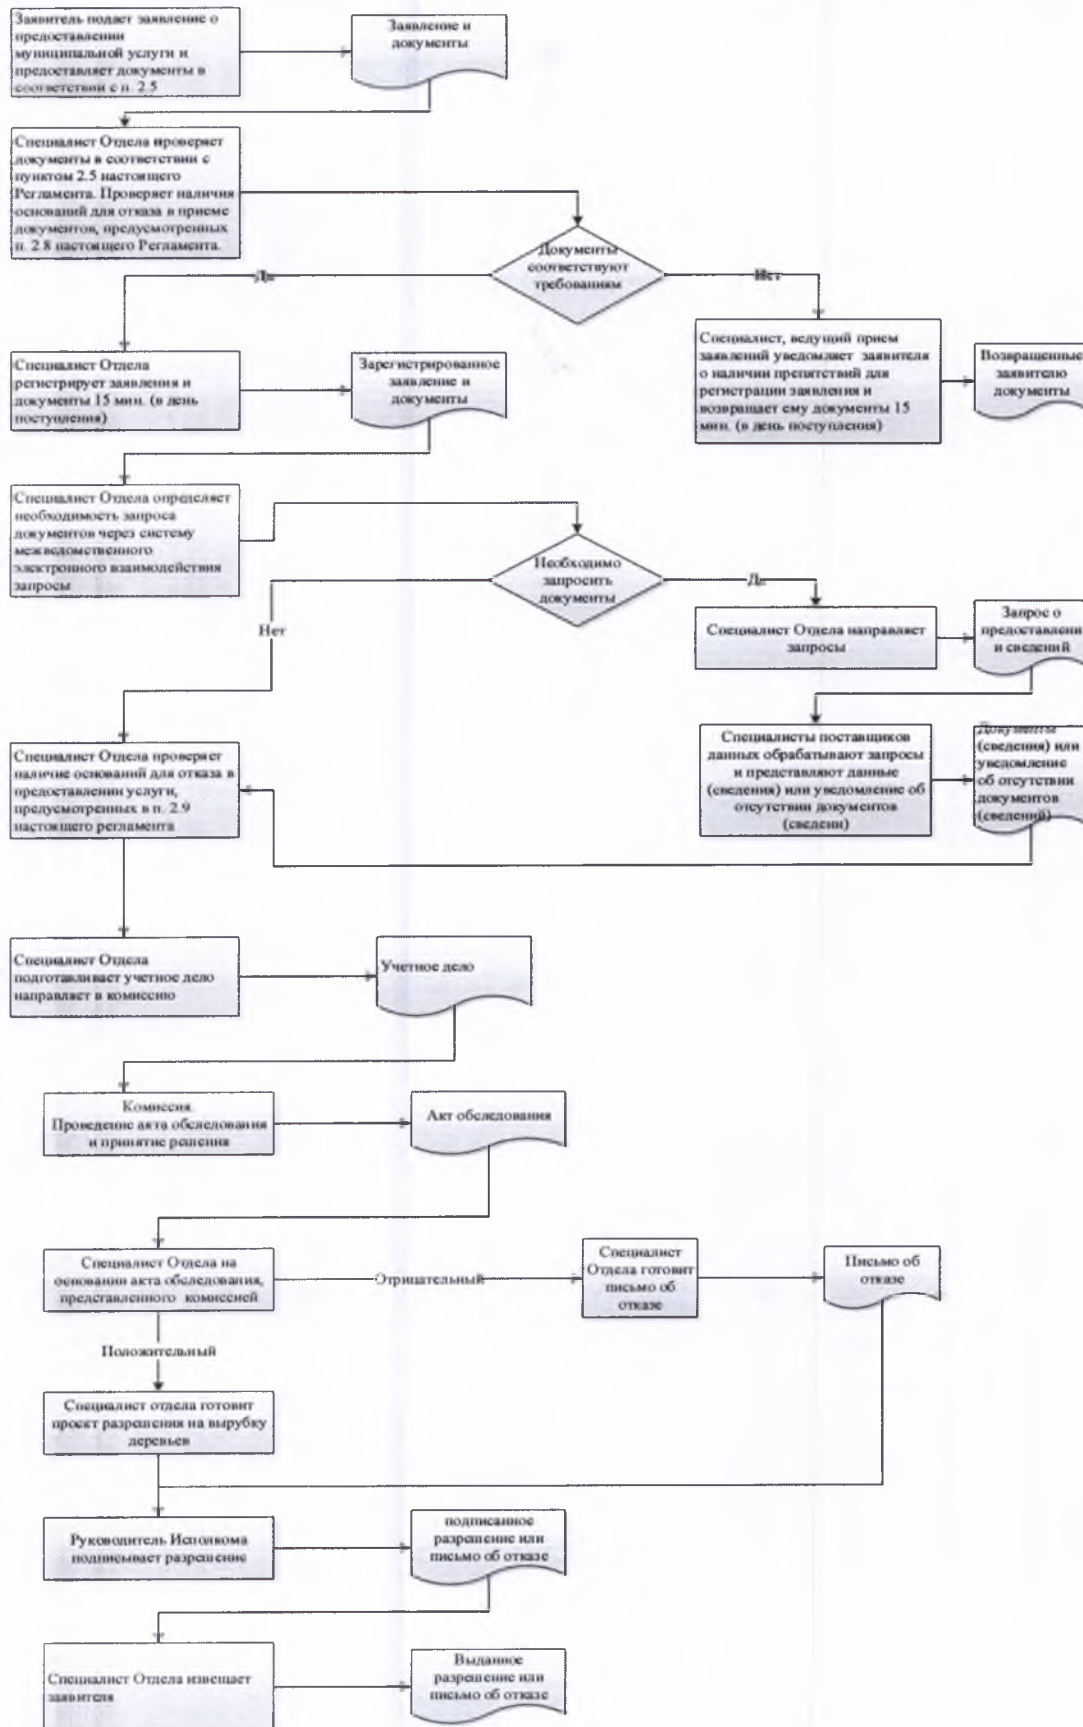 Заявитель подает заявление о
предоставлении
муниципальной услуги и
предоставляет документы в
соответствии с п. 2.5
Заявление и
документы
Специалист Отдела проверяет
документы в соответствии с
пунктом 2.5 настоящего
Регламента. Проверяет наличия
оснований для отказа в приеме
документов, предусмотренных
п. 2.8 настоящего Регламента.
Документы
соответствуют
требованиям
Да
Нет
Специалист Отдела
регистрирует заявления и
документы 15 мин. (в день
поступления)
Зарегистрированное
заявление и
документы
Специалист, ведущий прием
заявлений уведомляет заявителя
о наличии препятствий для
регистрации заявления и
возвращает ему документы 15
мин. (в день поступления)
Возвращенные
заявителю
документы
Специалист Отдела определяет
необходимость запроса
документов через систему
межведомственного
электронного взаимодействия
запросы
Необходимо
запросить
документы
Да
Нет
Специалист Отдела направляет
запросы
Запрос о
предоставлени
и сведений
Специалист Отдела проверяет
наличие оснований для отказа в
предоставлении услуги,
предусмотренных в п. 2.9
настоящего регламента
Специалисты поставщиков
данных обрабатывают запросы
и представляют данные
(сведения) или уведомление об
отсутствии документов
(сведени)
Документы
(сведения) или
уведомление
об отсутствии
документов
(сведений)
Специалист Отдела
подготавливает учетное дело
направляет в комиссию
Учетное дело
Комиссия.
Проведение акта обследования
и принятие решения
Акт обследования
Специалист Отдела на
основании акта обследования,
представленного комиссией
Отрицательный
Специалист
Отдела готовит
письмо об
отказе
Письмо об
отказе
Положительный
Специалист отдела готовит
проект разрешения на вырубку
деревьев
Руководитель Исполкома
подписывает разрешение
подписанное
разрешение или
письмо об отказе
Специалист Отдела извещает
заявителя
Выданное
разрешение или
письмо об отказе